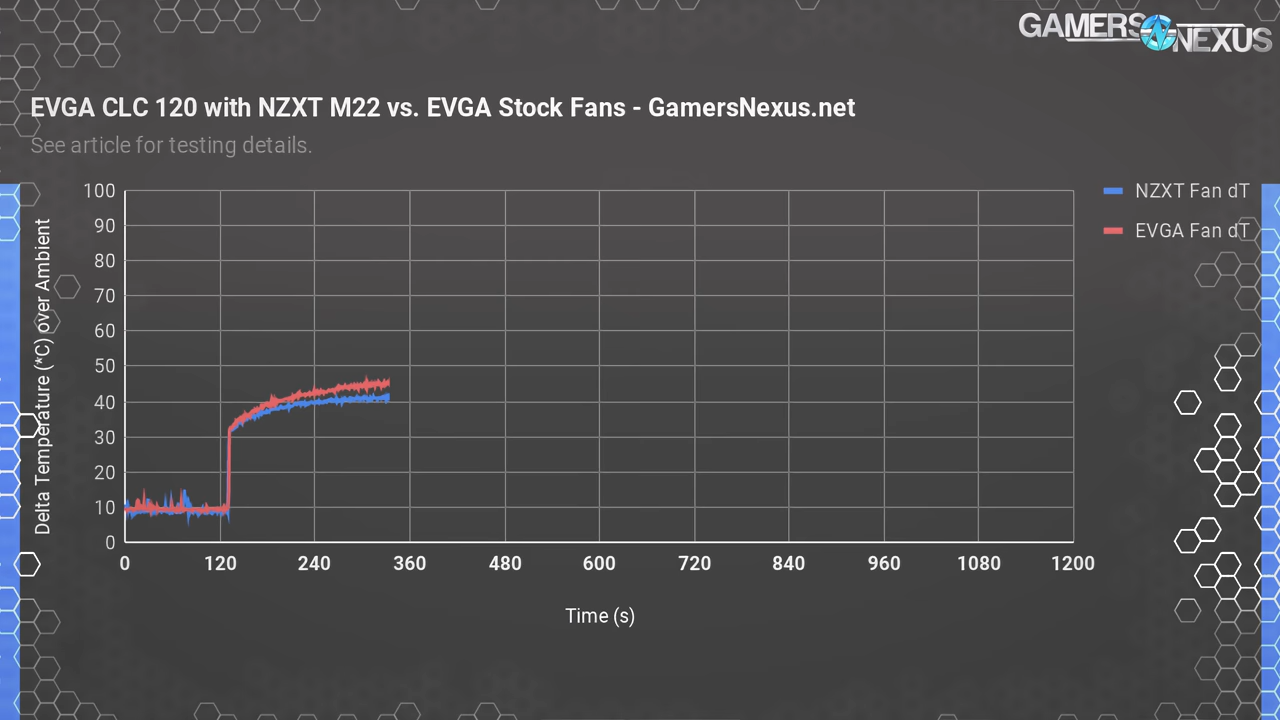 GAMERS NEXUS
EVGA CLC 120 with NZXT M22 vs. EVGA Stock Fans - GamersNexus.net
See article for testing details.
NZXT Fan dT
EVGA Fan dT
Delta Temperature (*C) over Ambient
100
90
80
70
60
50
40
30
20
10
0
0 120 240 360 480 600 720 840 960 1080 1200
Time (s)